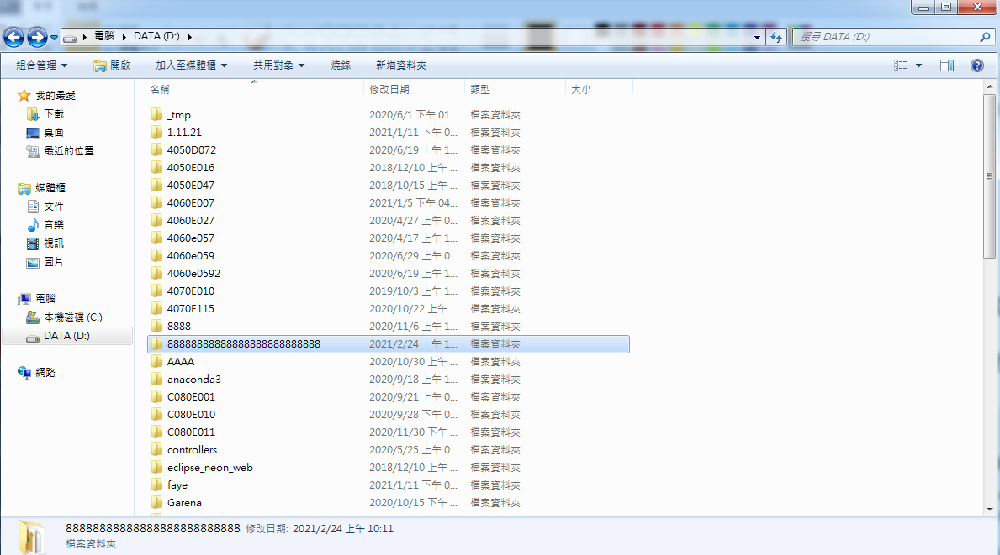 電腦 ▸ DATA (D:) ▸
搜尋 DATA (D:)
組合管理 開啟 加入至媒體櫃 共用對象 燒錄 新增資料夾
我的最愛
下載
桌面
最近的位置
媒體櫃
文件
音樂
視訊
圖片
電腦
本機磁碟 (C:)
DATA (D:)
網路
名稱 修改日期 類型 大小
_tmp 2020/6/1 下午 01... 檔案資料夾
1.11.21 2021/1/11 下午 0... 檔案資料夾
4050D072 2020/6/19 上午 1... 檔案資料夾
4050E016 2018/12/10 上午 ... 檔案資料夾
4050E047 2018/10/15 上午 ... 檔案資料夾
4060E007 2021/1/5 下午 04... 檔案資料夾
4060E027 2020/4/27 上午 0... 檔案資料夾
4060e057 2020/4/17 上午 1... 檔案資料夾
4060e059 2020/6/29 上午 0... 檔案資料夾
4060e0592 2020/6/19 上午 1... 檔案資料夾
4070E010 2019/10/3 上午 1... 檔案資料夾
4070E115 2020/10/22 上午 ... 檔案資料夾
8888 2020/11/6 上午 1... 檔案資料夾
88888888888888888888888888 2021/2/24 上午 1... 檔案資料夾
AAAA 2020/10/30 上午 ... 檔案資料夾
anaconda3 2020/9/18 上午 1... 檔案資料夾
C080E001 2020/9/21 上午 0... 檔案資料夾
C080E010 2020/9/28 下午 0... 檔案資料夾
C080E011 2020/11/30 下午 ... 檔案資料夾
controllers 2020/5/25 上午 0... 檔案資料夾
eclipse_neon_web 2018/12/10 上午 ... 檔案資料夾
faye 2021/1/11 下午 0... 檔案資料夾
Garena 2020/10/15 下午 ... 檔案資料夾
88888888888888888888888888 修改日期: 2021/2/24 上午 10:11
檔案資料夾